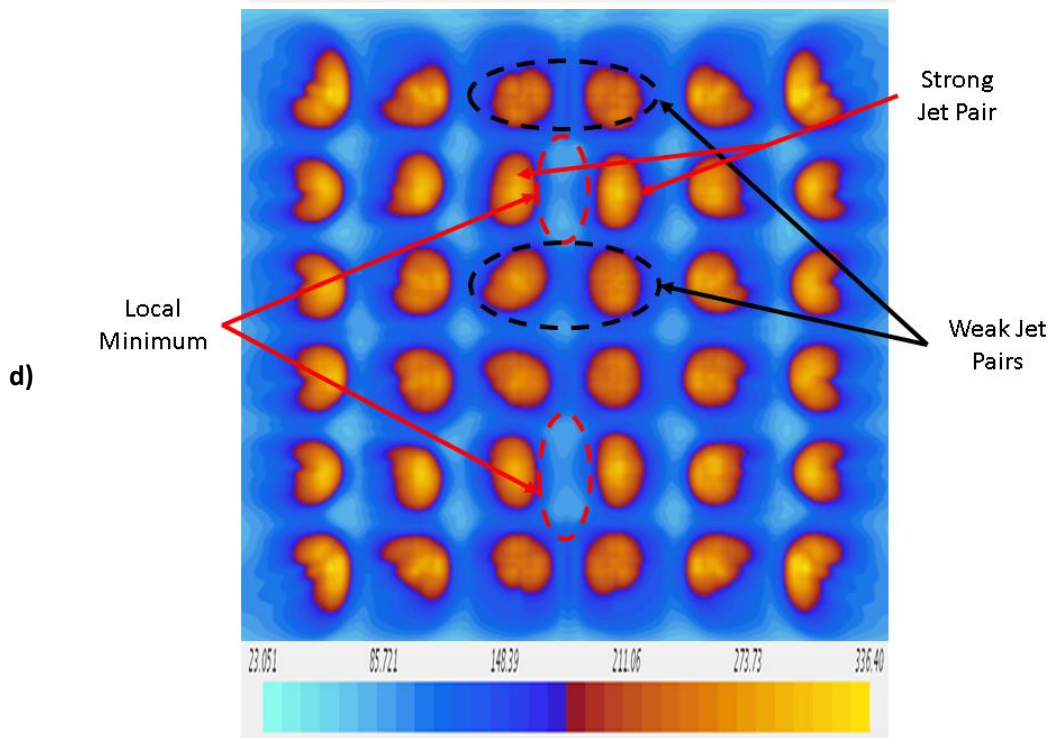 Strong
Jet Pair
Local
Minimum
Weak Jet
Pairs
d)
23.051 85.721 148.39 211.06 273.73 336.40